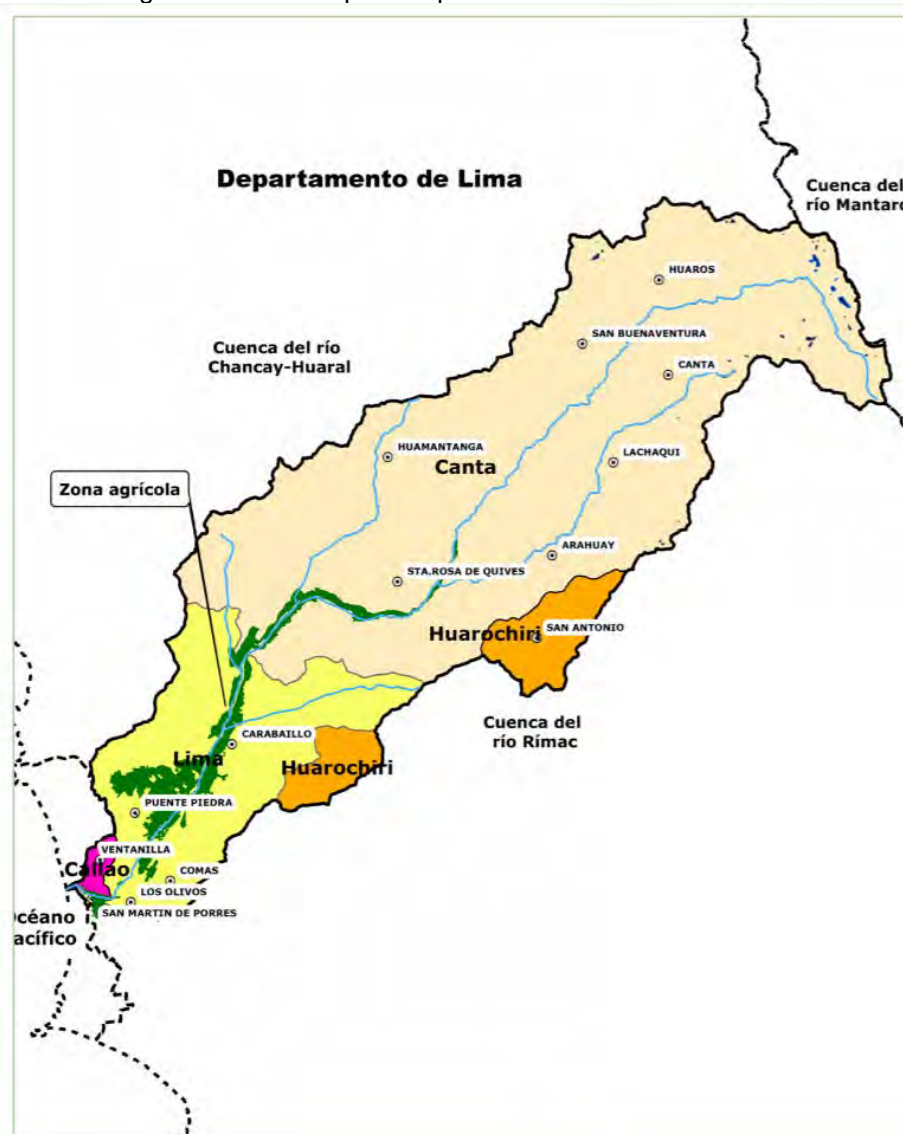 Departamento de Lima
Cuenca del
río Mantaro
HUAROS
SAN BUENAVENTURA
Cuenca del río
Chancay-Huaral
CANTA
HUAMANTANGA
LACHAQUI
Canta
Zona agrícola
ARAHUAY
STA.ROSA DE QUIVES
Huarochiri
SAN ANTONIO
Cuenca del
río Rímac
CARABAILLO
Lima
Huarochiri
PUENTE PIEDRA
VENTANILLA
Callao
COMAS
LOS OLIVOS
SAN MARTIN DE PORRES
Océano
acífico